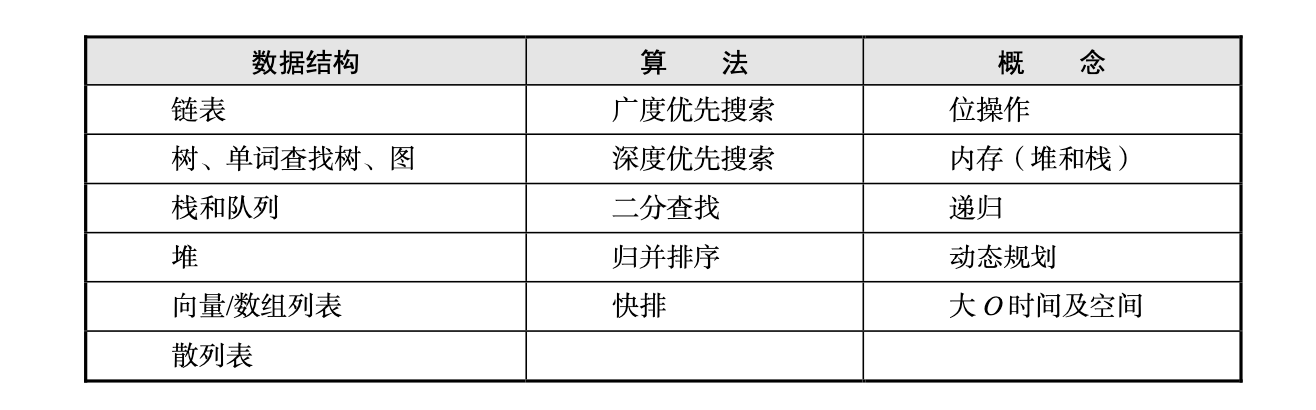 数据结构 算 法 概 念
链表 广度优先搜索 位操作
树、单词查找树、图 深度优先搜索 内存（堆和栈）
栈和队列 二分查找 递归
堆 归并排序 动态规划
向量/数组列表 快排 大 O 时间及空间
散列表